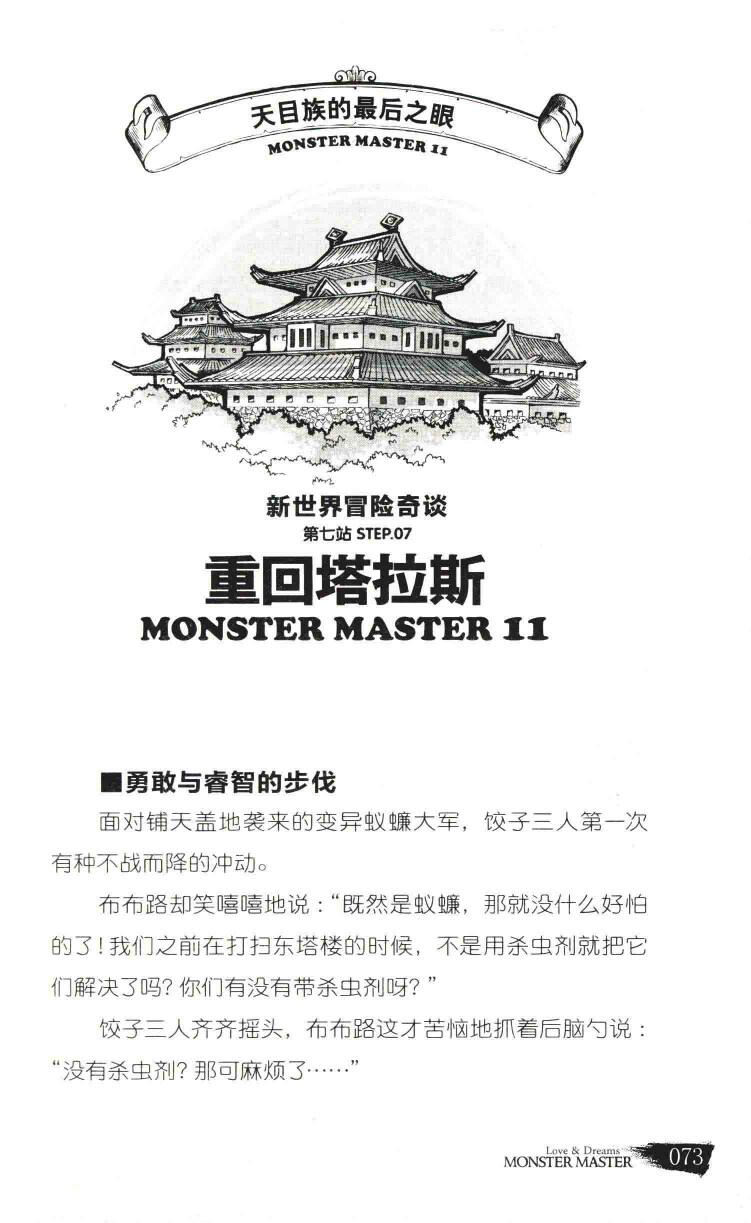 天目族的最后之眼
MONSTER MASTER 11
新世界冒险奇谈
第七站 STEP.07
重回塔拉斯
MONSTER MASTER 11
■勇敢与睿智的步伐
面对铺天盖地袭来的变异蚁蠊大军，饺子三人第一次
有种不战而降的冲动。
布布路却笑嘻嘻地说：“既然是蚁蠊，那就没什么好怕
的了！我们之前在打扫东塔楼的时候，不是用杀虫剂就把它
们解决了吗？你们有没有带杀虫剂呀？”
饺子三人齐齐摇头，布布路这才苦恼地抓着后脑勺说：
“没有杀虫剂？那可麻烦了……”
Love & Dreams
MONSTER MASTER 073